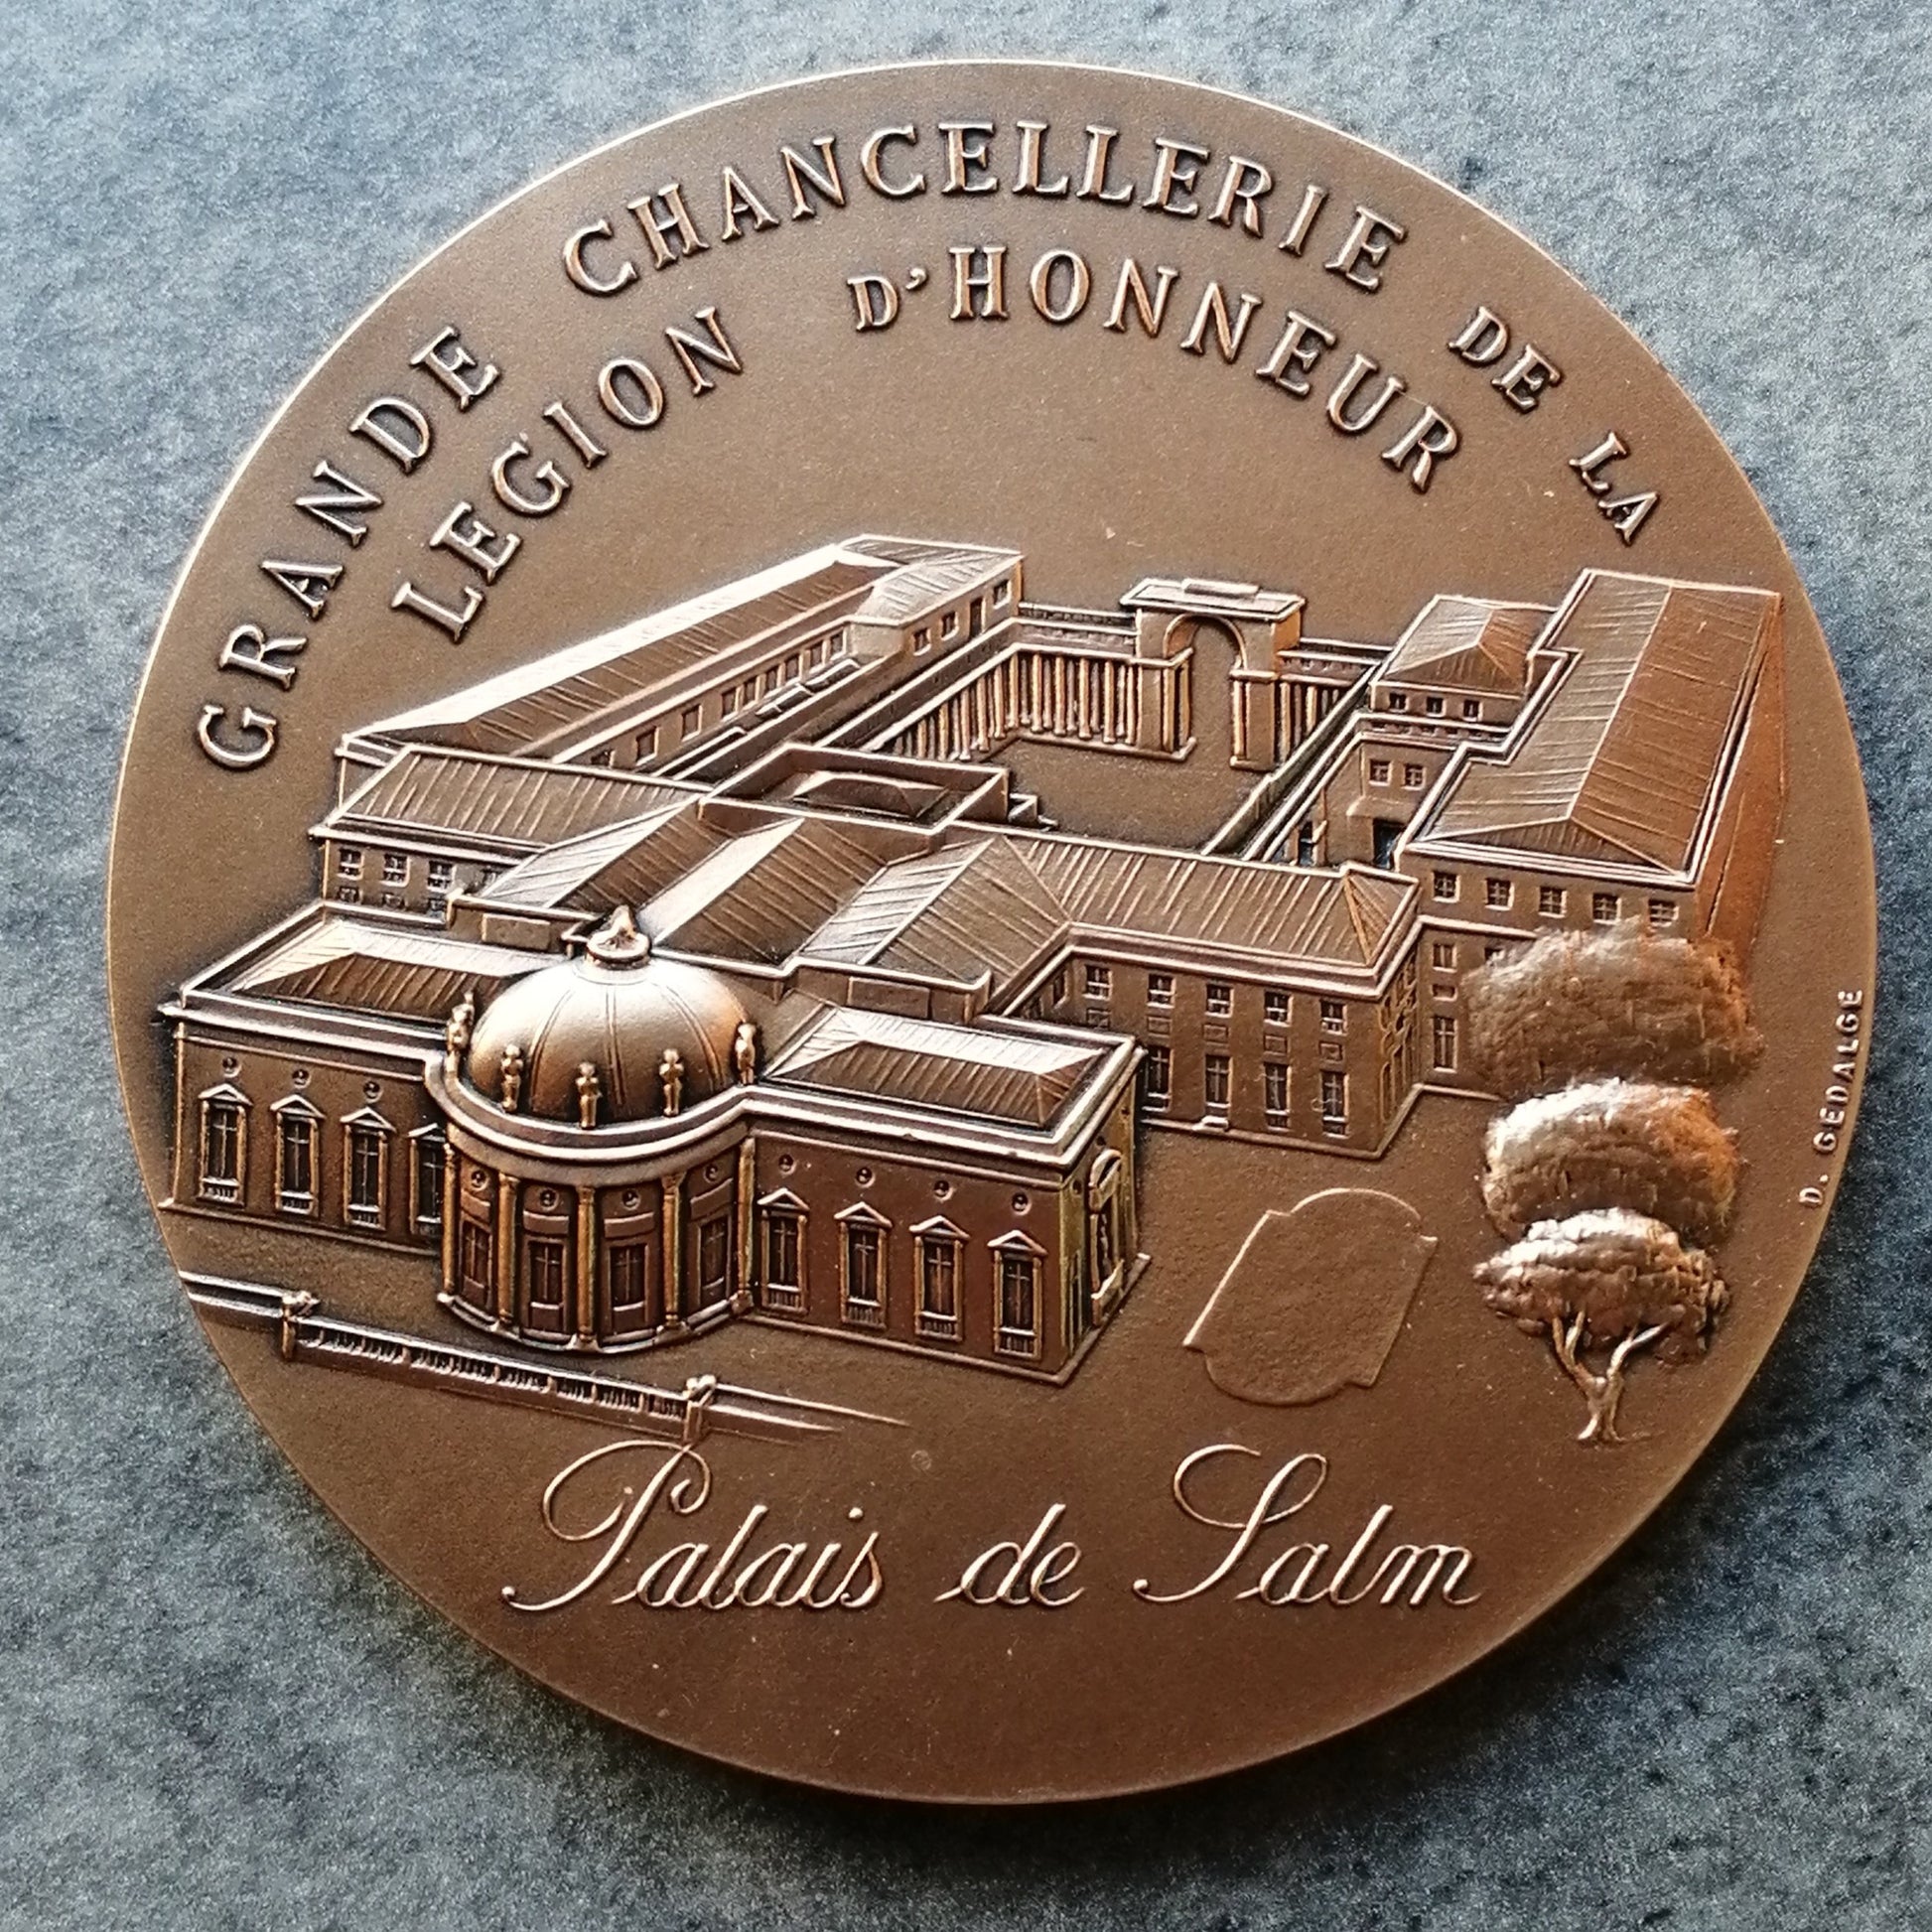 GRANDE CHANCELLERIE DE LA
LEGION D'HONNEUR
D. GEDALGE
Palais de Salm